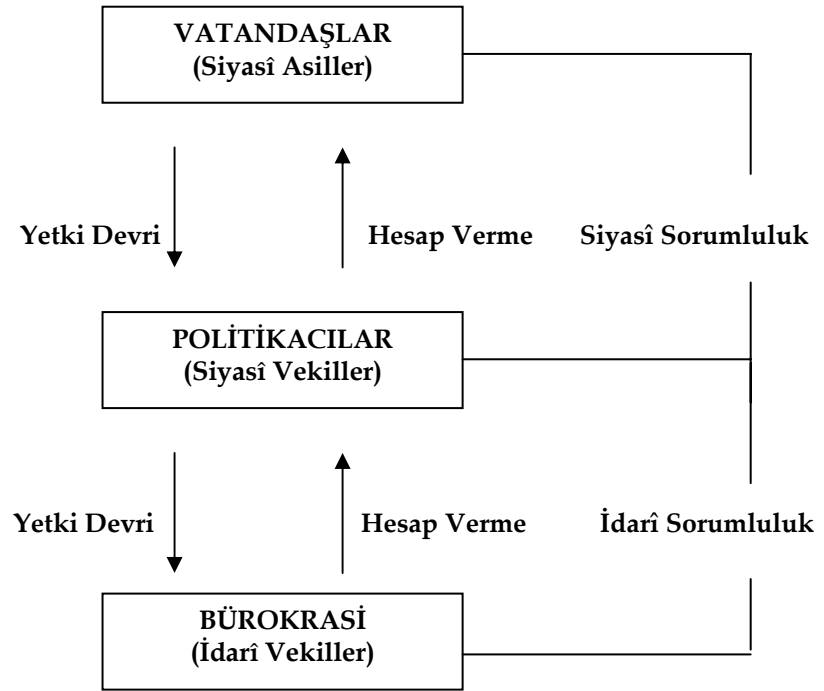 VATANDAŞLAR
(Siyasî Asiller)
Yetki Devri
Hesap Verme
Siyasî Sorumluluk
POLİTİKACILAR
(Siyasî Vekiller)
Yetki Devri
Hesap Verme
İdarî Sorumluluk
BÜROKRASİ
(İdarî Vekiller)